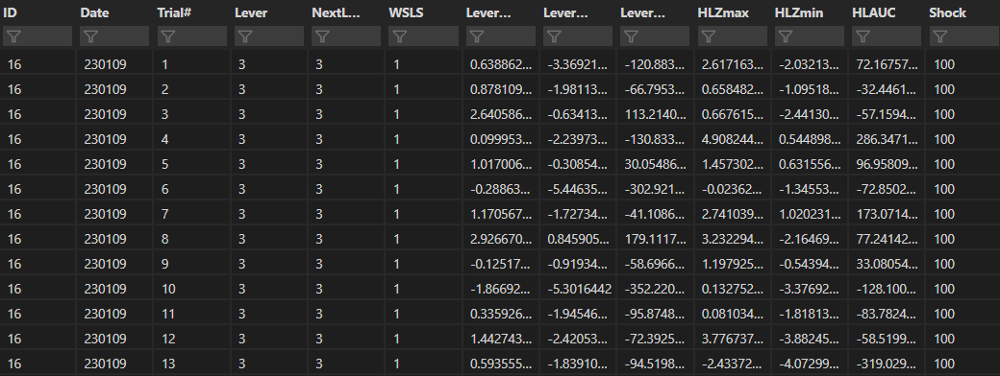 ID Date Trial# Lever NextL... WSLS Lever... Lever... Lever... HLZmax HLZmin HLAUC Shock
16 230109 1 3 3 1 0.638862... -3.36921... -120.883... 2.617163... -2.03213... 72.16757... 100
16 230109 2 3 3 1 0.878109... -1.98113... -66.7953... 0.658482... -1.09518... -32.4461... 100
16 230109 3 3 3 1 2.640586... -0.63413... 113.2140... 0.667615... -2.44130... -57.1594... 100
16 230109 4 3 3 1 0.099953... -2.23973... -130.833... 4.908244... 0.544898... 286.3471... 100
16 230109 5 3 3 1 1.017006... -0.30854... 30.05486... 1.457302... 0.631556... 96.95809... 100
16 230109 6 3 3 1 -0.28863... -5.44635... -302.921... -0.02362... -1.34553... -72.8502... 100
16 230109 7 3 3 1 1.170567... -1.72734... -41.1086... 2.741039... 1.020231... 173.0714... 100
16 230109 8 3 3 1 2.926670... 0.845905... 179.1117... 3.232294... -2.16469... 77.24142... 100
16 230109 9 3 3 1 -0.12517... -0.91934... -58.6966... 1.197925... -0.54394... 33.08054... 100
16 230109 10 3 3 1 -1.86692... -5.3016442 -352.220... 0.132752... -3.37692... -128.100... 100
16 230109 11 3 3 1 0.335926... -1.94546... -95.8748... 0.081034... -1.81813... -83.7824... 100
16 230109 12 3 3 1 1.442743... -2.42053... -72.3925... 3.776737... -3.88245... -58.5199... 100
16 230109 13 3 3 1 0.593555... -1.83910... -94.5198... -2.43372... -4.07299... -319.029... 100